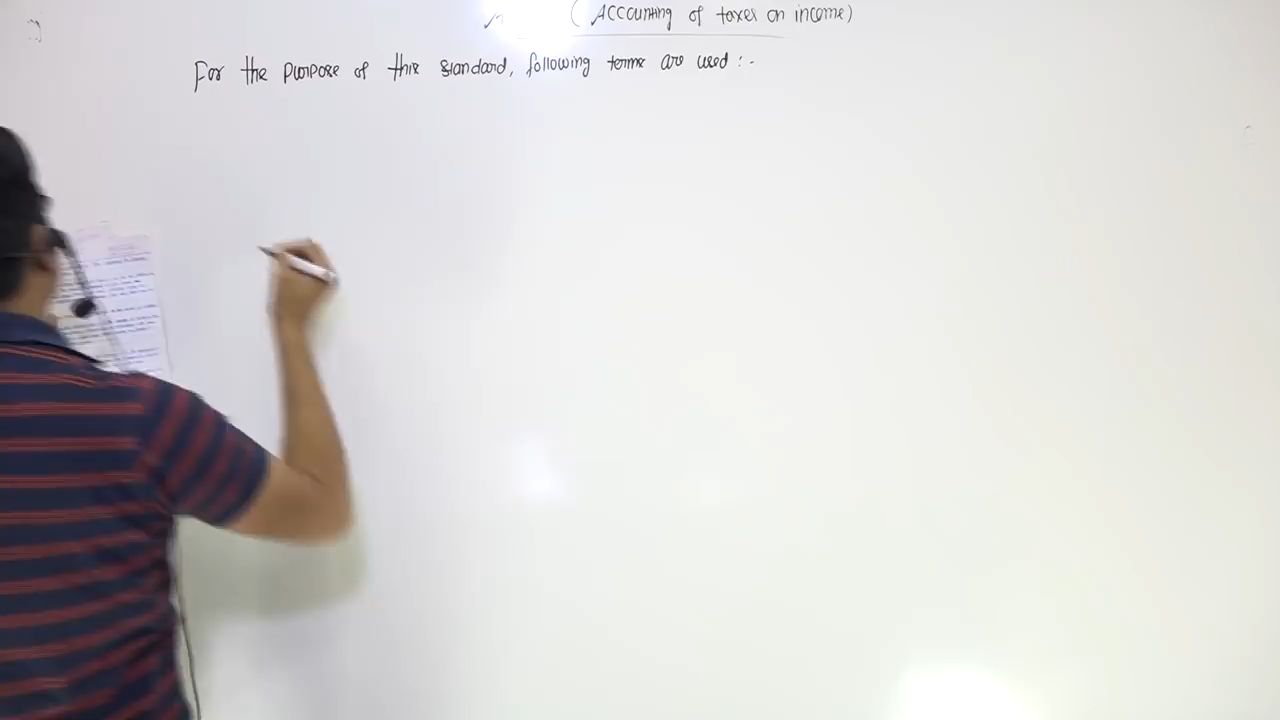 (Accounting of taxes on income)
For the purpose of this standard, following terms are used :-